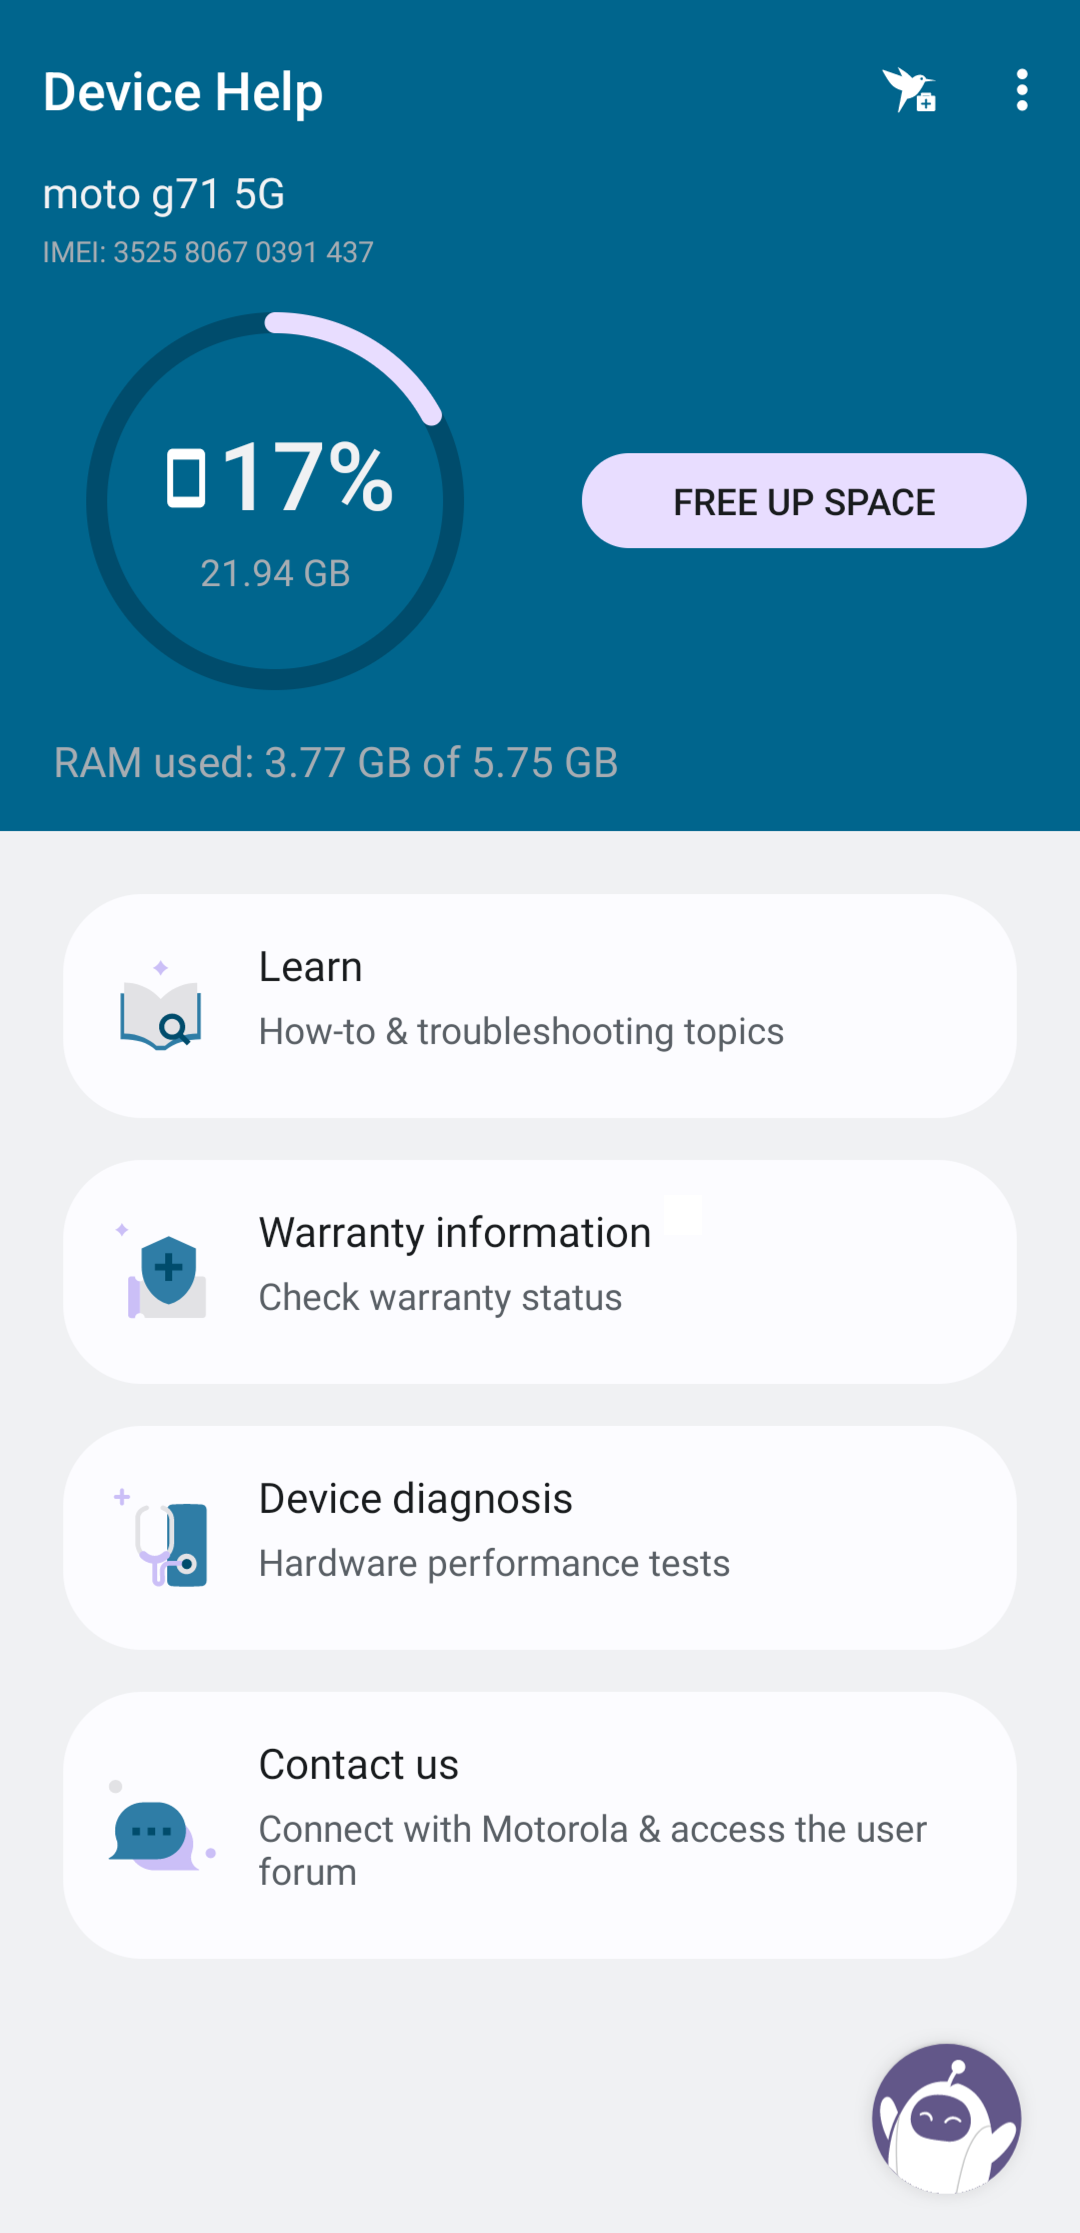 Device Help
moto g71 5G
IMEI: 3525 8067 0391 437
17%
21.94 GB
FREE UP SPACE
RAM used: 3.77 GB of 5.75 GB
Learn
How-to & troubleshooting topics
Warranty information
Check warranty status
Device diagnosis
Hardware performance tests
Contact us
Connect with Motorola & access the user
forum